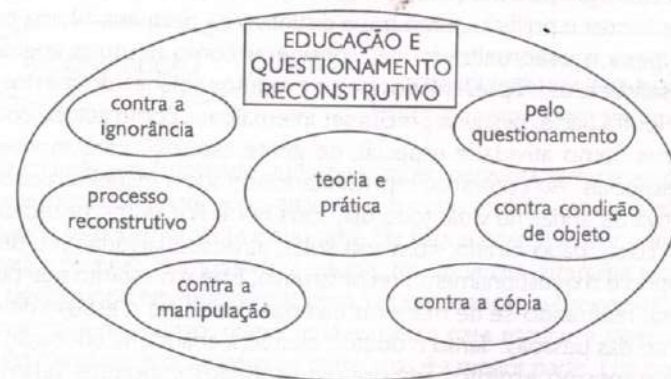 EDUCAÇÃO E
QUESTIONAMENTO
RECONSTRUTIVO
contra a
ignorância
pelo
questionamento
teoria e
prática
processo
reconstrutivo
contra condição
de objeto
contra a
manipulação
contra a cópia